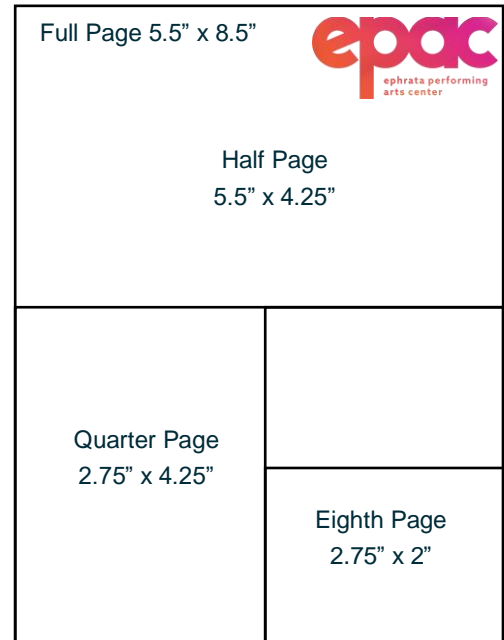 Full Page 5.5” x 8.5”
epac
ephrata performing
arts center
Half Page
5.5” x 4.25”
Quarter Page
2.75” x 4.25”
Eighth Page
2.75” x 2”